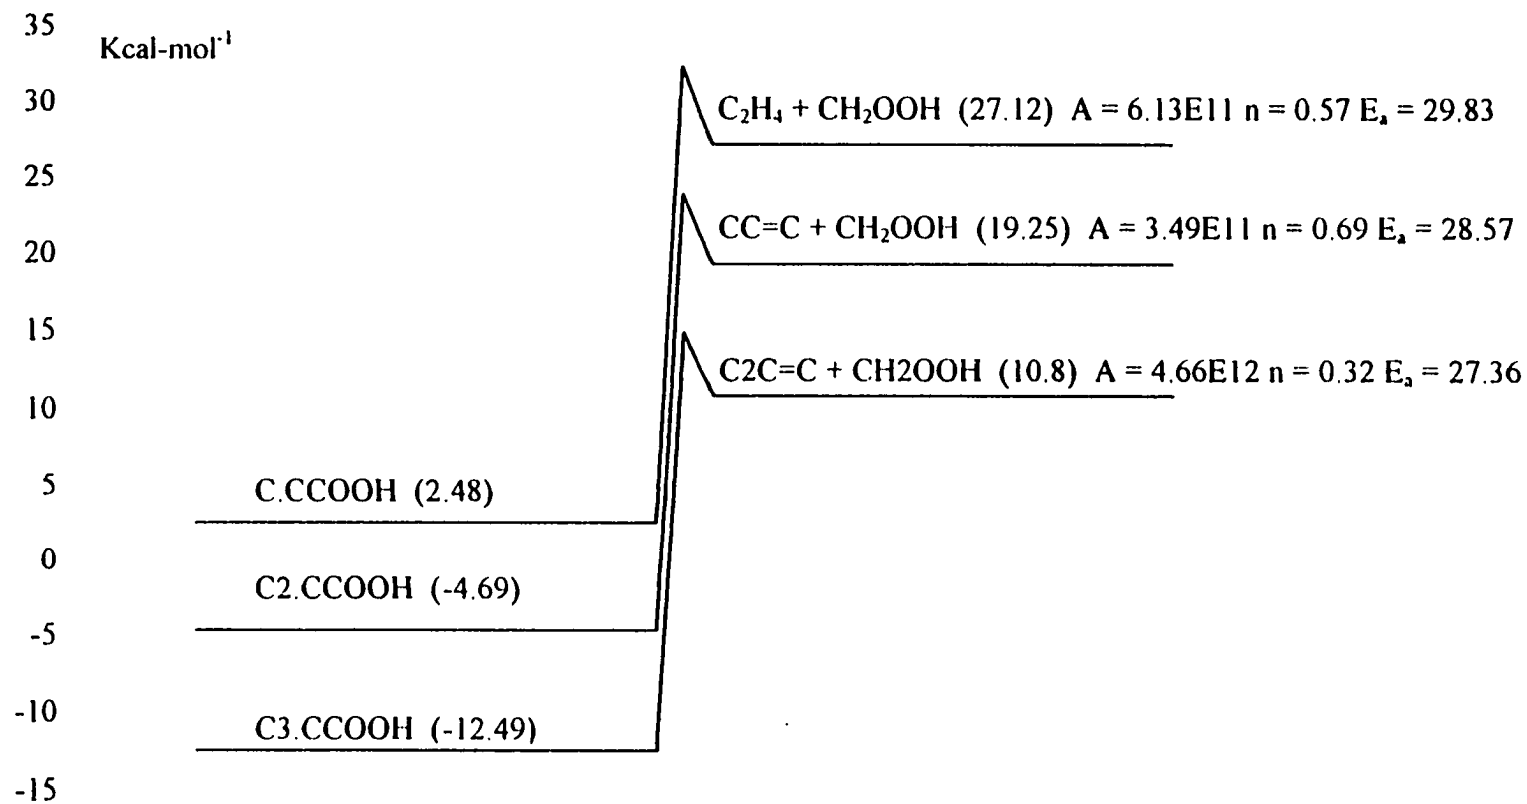 35
Kcal-mol⁻¹
30
C₂H₄ + CH₂OOH (27.12) A = 6.13E11 n = 0.57 Eₐ = 29.83
25
CC=C + CH₂OOH (19.25) A = 3.49E11 n = 0.69 Eₐ = 28.57
20
15
C2C=C + CH2OOH (10.8) A = 4.66E12 n = 0.32 Eₐ = 27.36
10
5
C.CCOOH (2.48)
0
C2.CCOOH (-4.69)
-5
-10
C3.CCOOH (-12.49)
-15